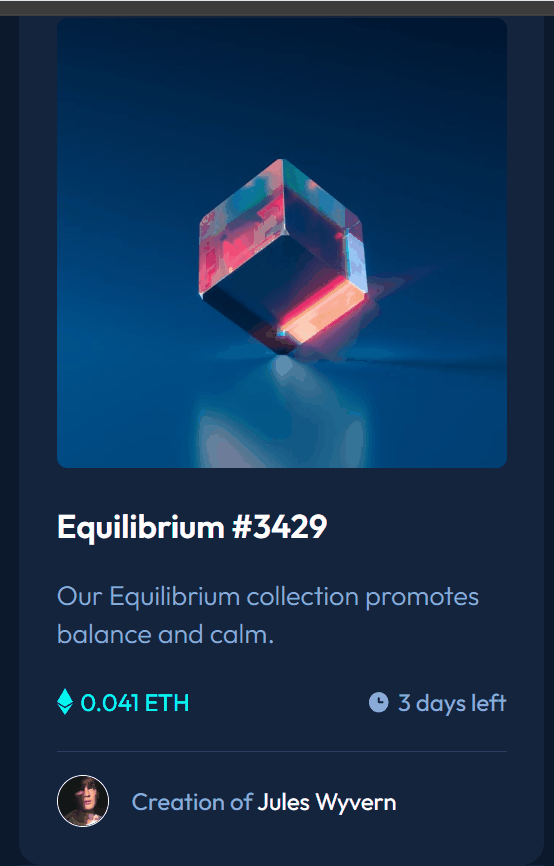 Equilibrium #3429
Our Equilibrium collection promotes
balance and calm.
0.041 ETH
3 days left
Creation of Jules Wyvern